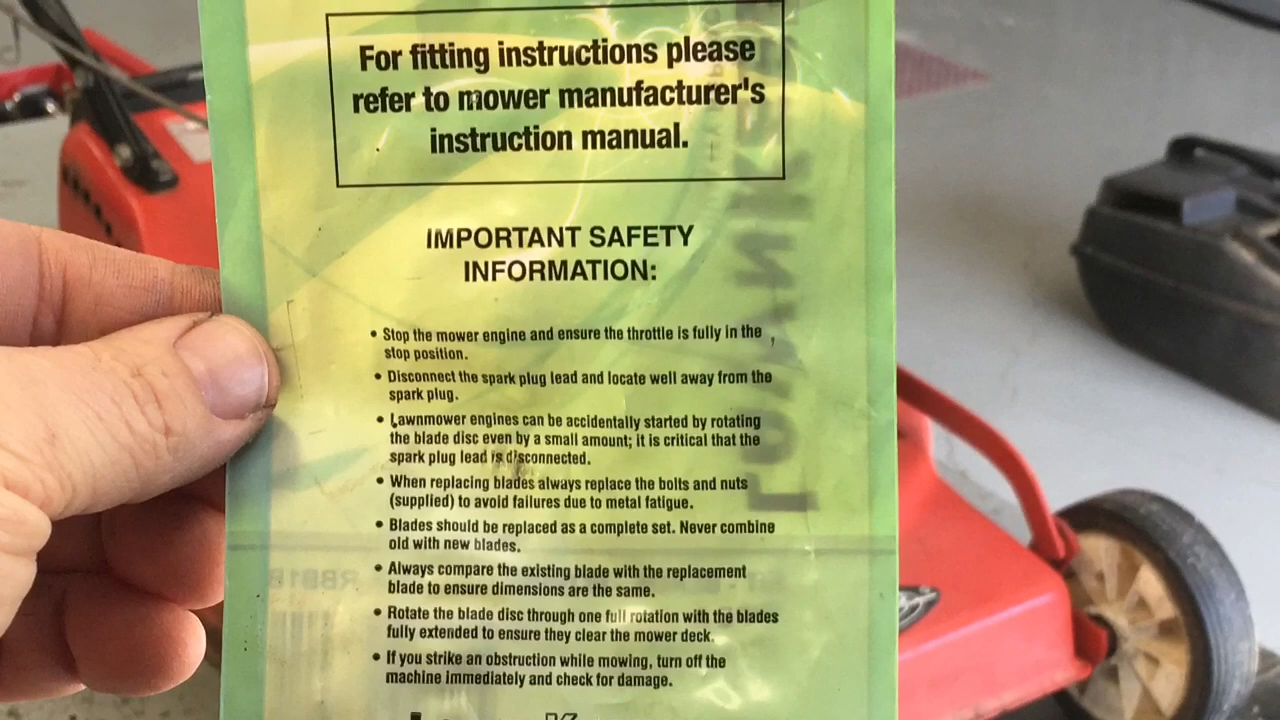 For fitting instructions please
refer to mower manufacturer's
instruction manual.
IMPORTANT SAFETY
INFORMATION:
• Stop the mower engine and ensure the throttle is fully in the
stop position.
• Disconnect the spark plug lead and locate well away from the
spark plug.
• Lawnmower engines can be accidentally started by rotating
the blade disc even by a small amount; it is critical that the
spark plug lead is disconnected.
• When replacing blades always replace the bolts and nuts
(supplied) to avoid failures due to metal fatigue.
• Blades should be replaced as a complete set. Never combine
old with new blades.
• Always compare the existing blade with the replacement
blade to ensure dimensions are the same.
• Rotate the blade disc through one full rotation with the blades
fully extended to ensure they clear the mower deck.
• If you strike an obstruction while mowing, turn off the
machine immediately and check for damage.